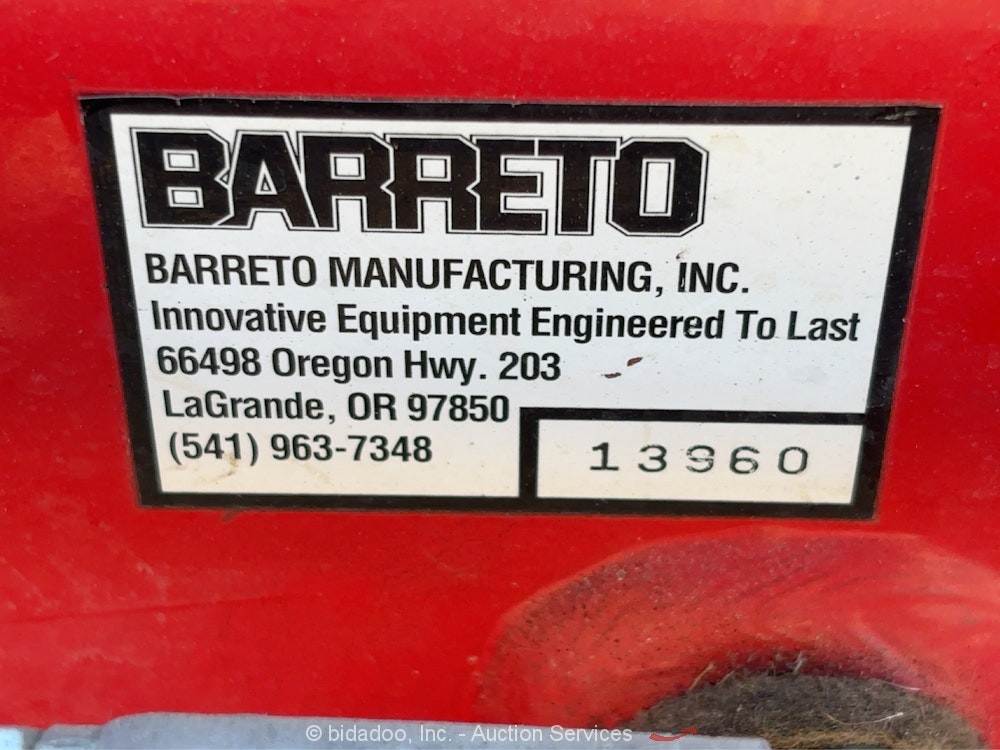 BARRETO
BARRETO MANUFACTURING, INC.
Innovative Equipment Engineered To Last
66498 Oregon Hwy. 203
LaGrande, OR 97850
(541) 963-7348
13960
© bidadoo, Inc. - Auction Services